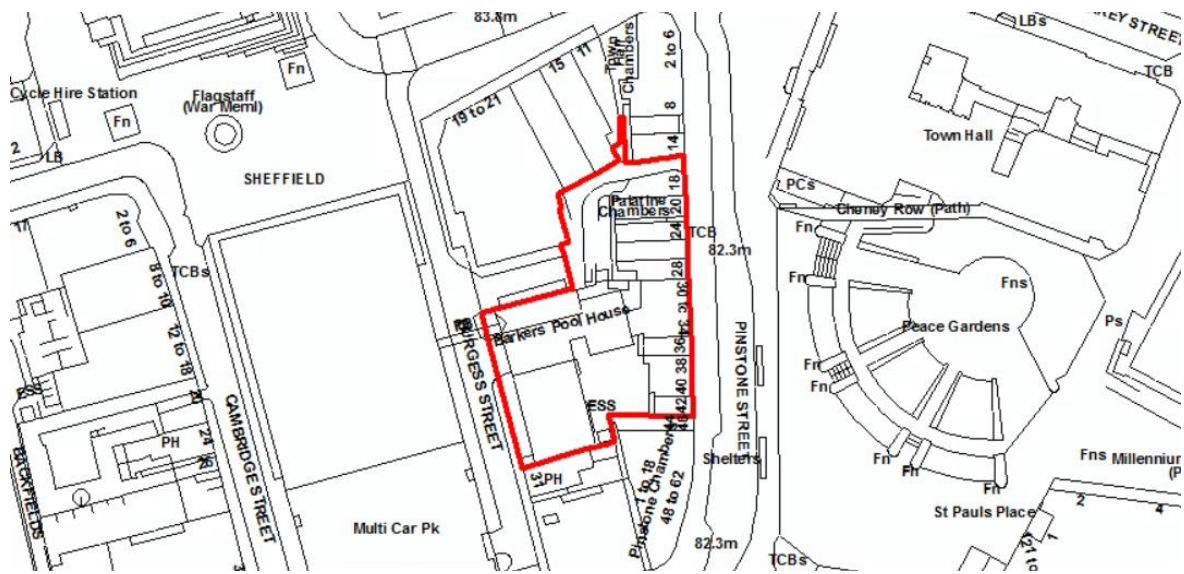 83.8m
LBs
TCB
Cycle Hire Station
Fn
Flagstaff
(War Meml)
Fn
2
LB
SHEFFIELD
19 to 21
15
11
Town
Hall
Chambers
2 to 6
8
14
18
Palatine
Chambers
20
24
TCB
82.3m
28
30
34
36
38
40
42
Town Hall
PCs
Cheney Row (Path)
Fn
Fn
Fns
Peace Gardens
Ps
Fn
Fn
Fn
Fn
Fn
Fns
Millennium
St Pauls Place
2
4
1
TCBs
17
2 to 6
TCBs
8 to 10
12 to 18
20
24
26
PH
ESS
BACKFIELDS
CAMBRIDGE STREET
Multi Car Pk
BURGESS STREET
Barkers Pool House
ESS
31
PH
Pinstone Chambers
1 to 18
48 to 62
PINSTONE STREET
Shelters
82.3m